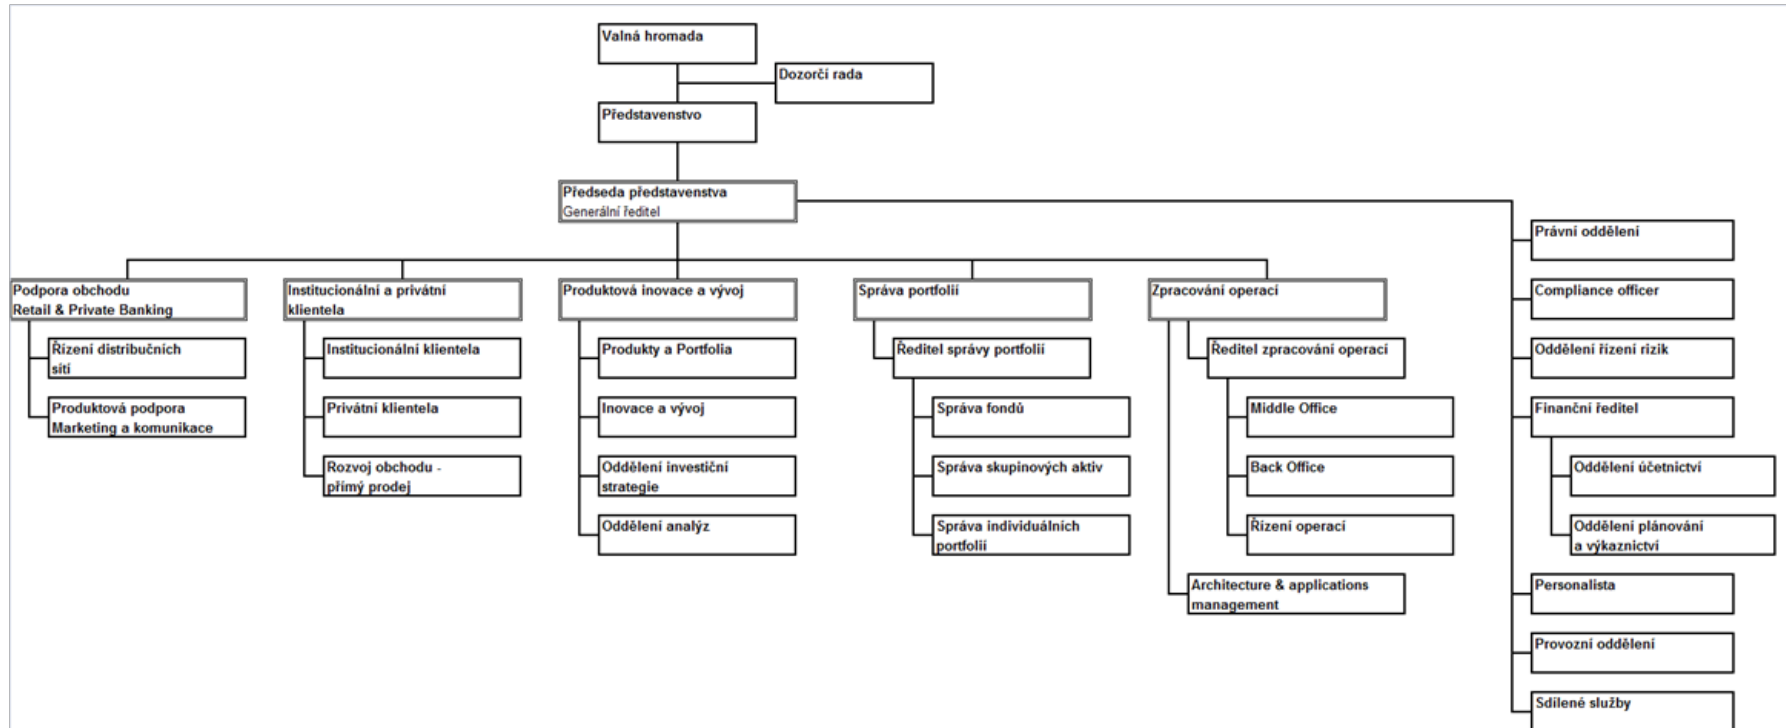 Valná hromada
Dozorčí rada
Představenstvo
Předseda představenstva
Generální ředitel
Podpora obchodu
Retail & Private Banking
Řízení distribučních
sítí
Produktová podpora
Marketing a komunikace
Institucionální a privátní
klientela
Institucionální klientela
Privátní klientela
Rozvoj obchodu -
přímý prodej
Produktová inovace a vývoj
Produkty a Portfolia
Inovace a vývoj
Oddělení investiční
strategie
Oddělení analýz
Správa portfolií
Ředitel správy portfolií
Správa fondů
Správa skupinových aktiv
Správa individuálních
portfolií
Zpracování operací
Ředitel zpracování operací
Middle Office
Back Office
Řízení operací
Architecture & applications
management
Právní oddělení
Compliance officer
Oddělení řízení rizik
Finanční ředitel
Oddělení účetnictví
Oddělení plánování
a výkaznictví
Personalista
Provozní oddělení
Sdílené služby